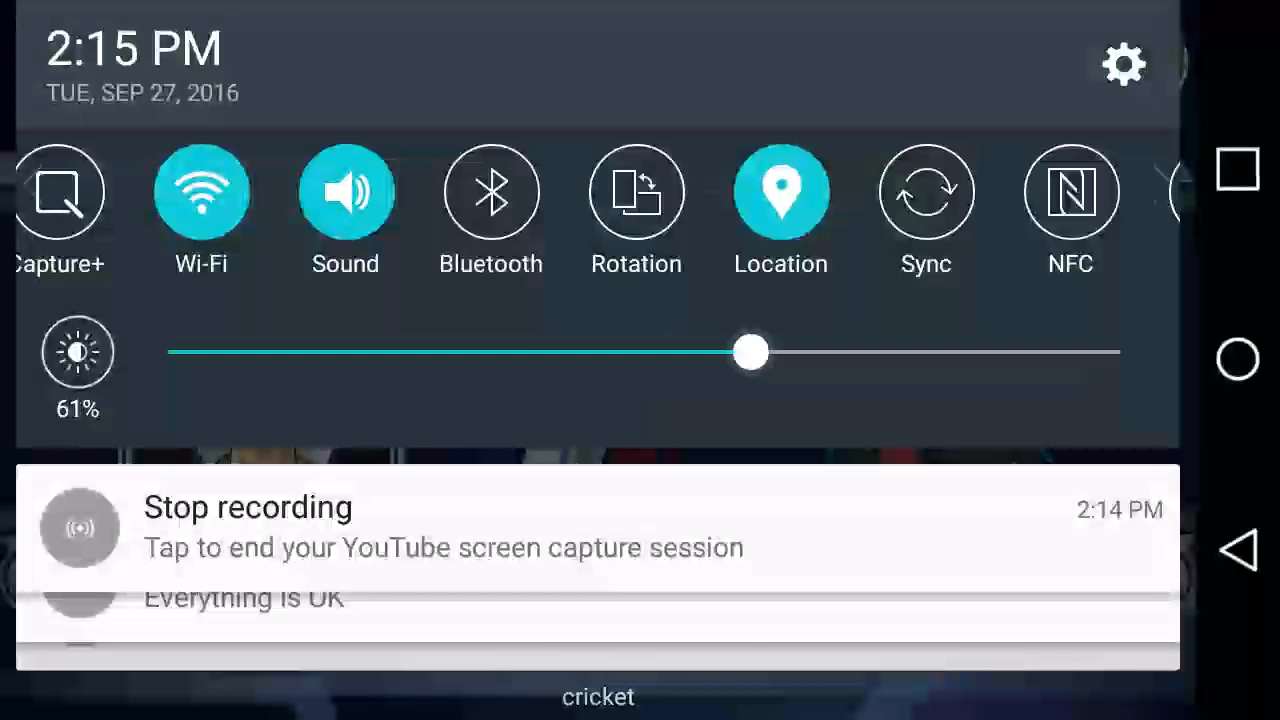 2:15 PM
TUE, SEP 27, 2016
Capture+
Wi-Fi
Sound
Bluetooth
Rotation
Location
Sync
NFC
61%
Stop recording
2:14 PM
Tap to end your YouTube screen capture session
Everything is OK
cricket